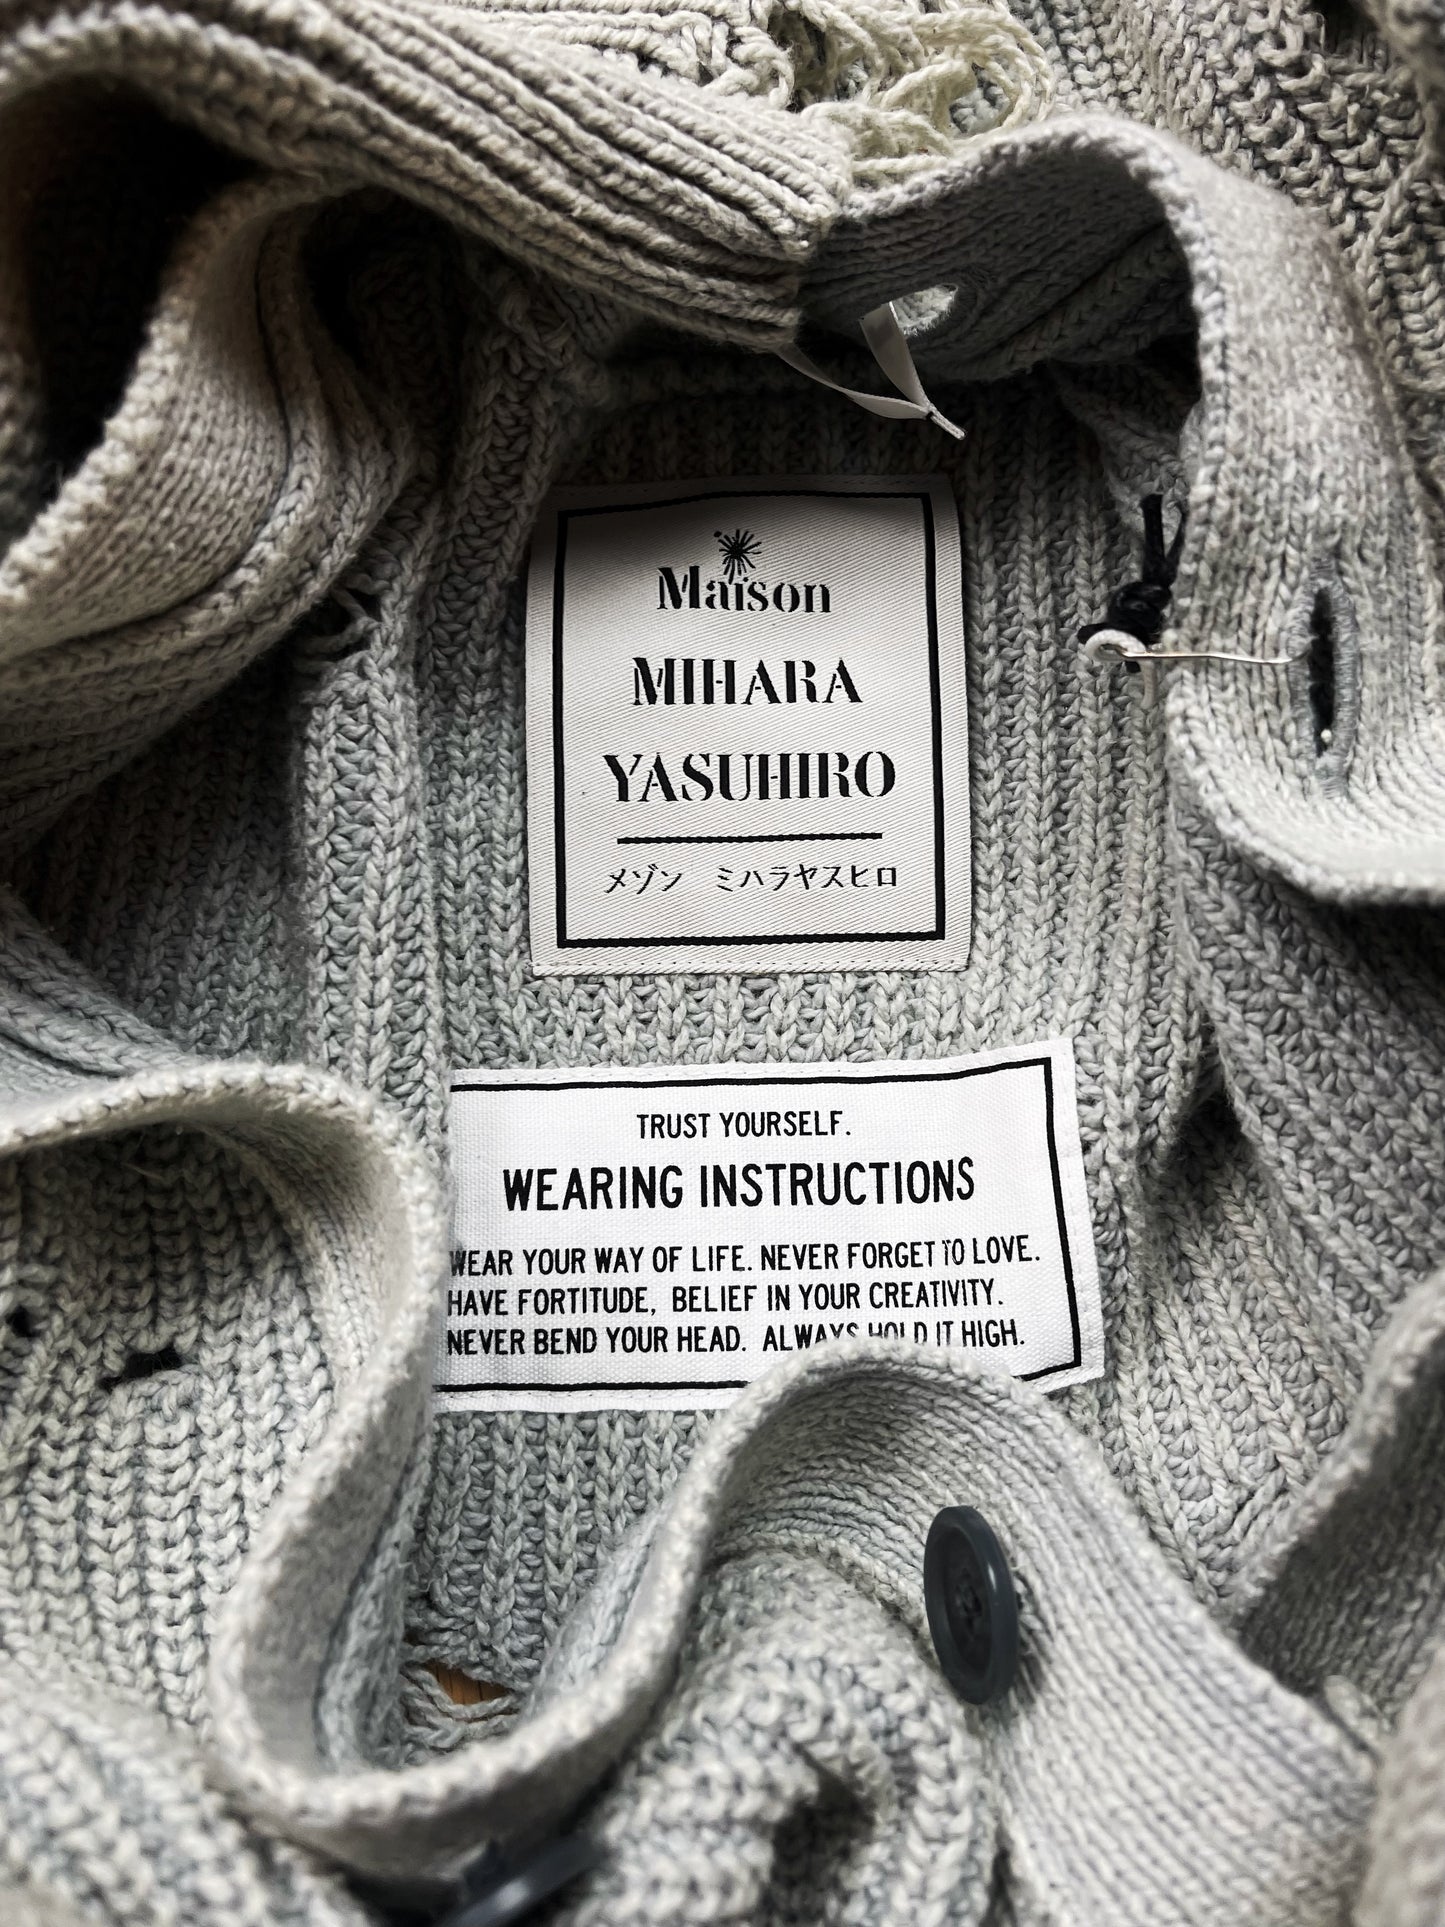 Maison
MIHARA
YASUHIRO
メゾン ミハラヤスヒロ
TRUST YOURSELF.
WEARING INSTRUCTIONS
WEAR YOUR WAY OF LIFE. NEVER FORGET TO LOVE.
HAVE FORTITUDE, BELIEF IN YOUR CREATIVITY.
NEVER BEND YOUR HEAD. ALWAYS HOLD IT HIGH.